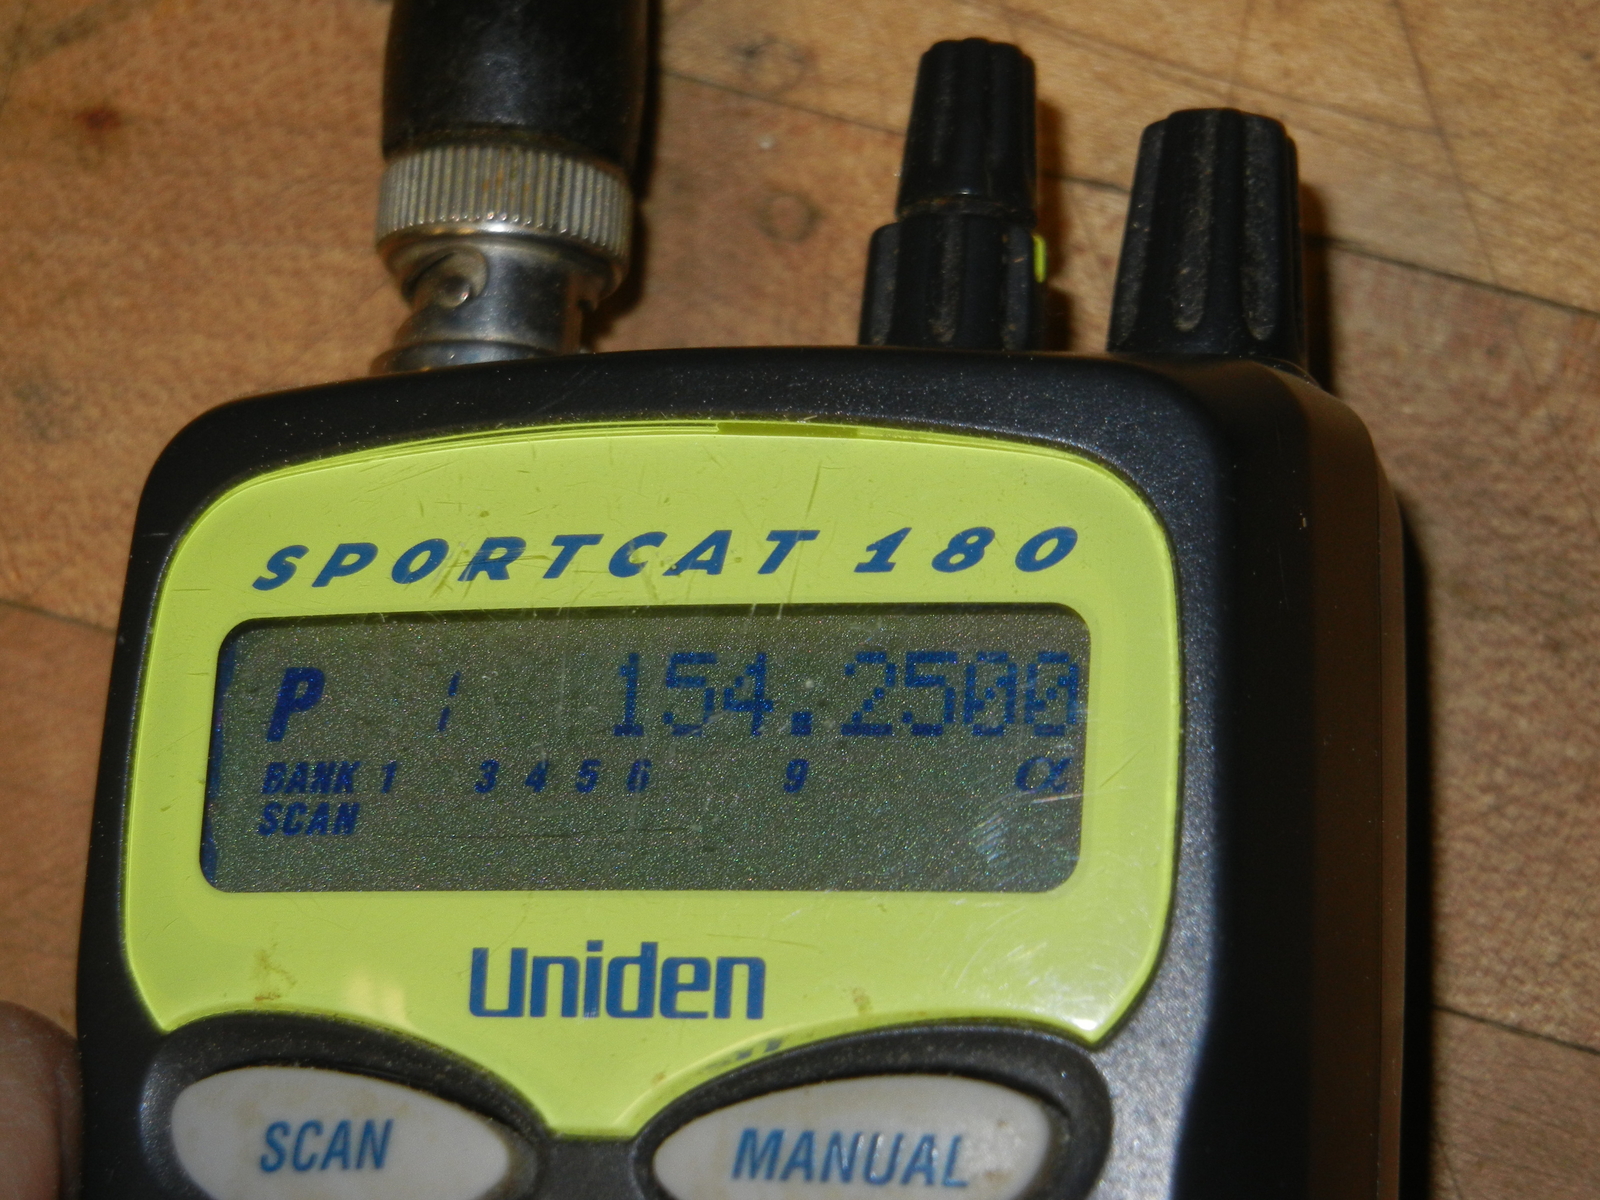 SPORTCAT 180
P 1 154.2500
BANK 1 3 4 5 6 9 α
SCAN
Uniden
SCAN MANUAL